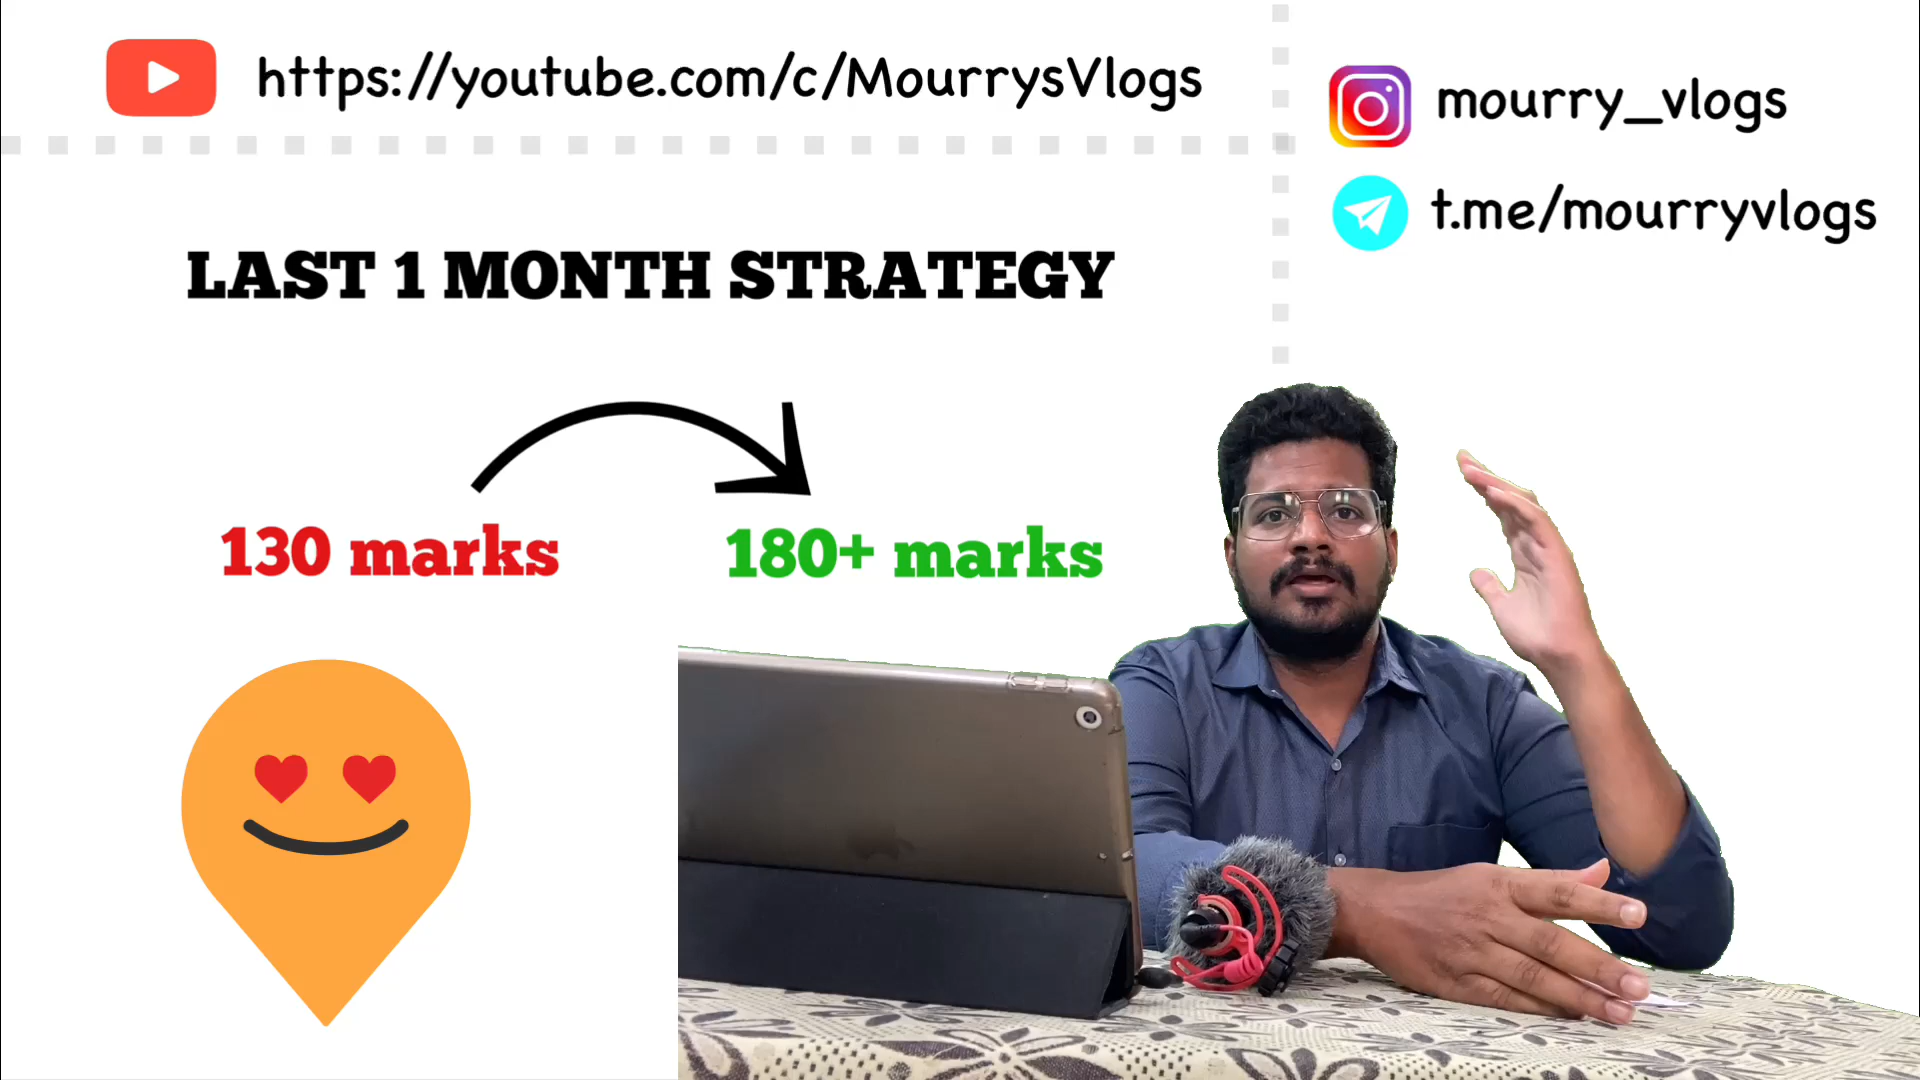 https://youtube.com/c/MourrysVlogs
mourry_vlogs
t.me/mourryvlogs
LAST 1 MONTH STRATEGY
130 marks
180+ marks